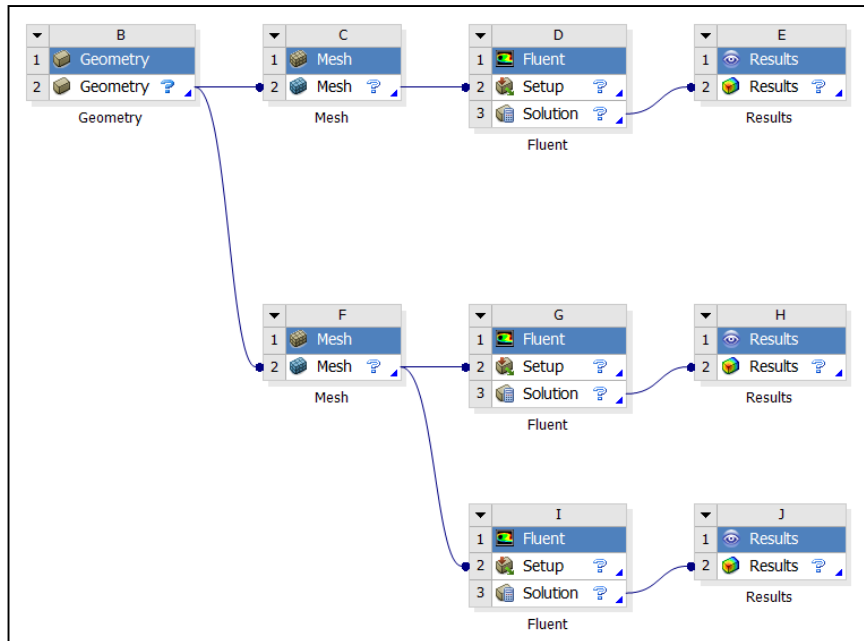 B
1 Geometry
2 Geometry ?
Geometry
C
1 Mesh
2 Mesh ?
Mesh
D
1 Fluent
2 Setup ?
3 Solution ?
Fluent
E
1 Results
2 Results ?
Results
F
1 Mesh
2 Mesh ?
Mesh
G
1 Fluent
2 Setup ?
3 Solution ?
Fluent
H
1 Results
2 Results ?
Results
I
1 Fluent
2 Setup ?
3 Solution ?
Fluent
J
1 Results
2 Results ?
Results